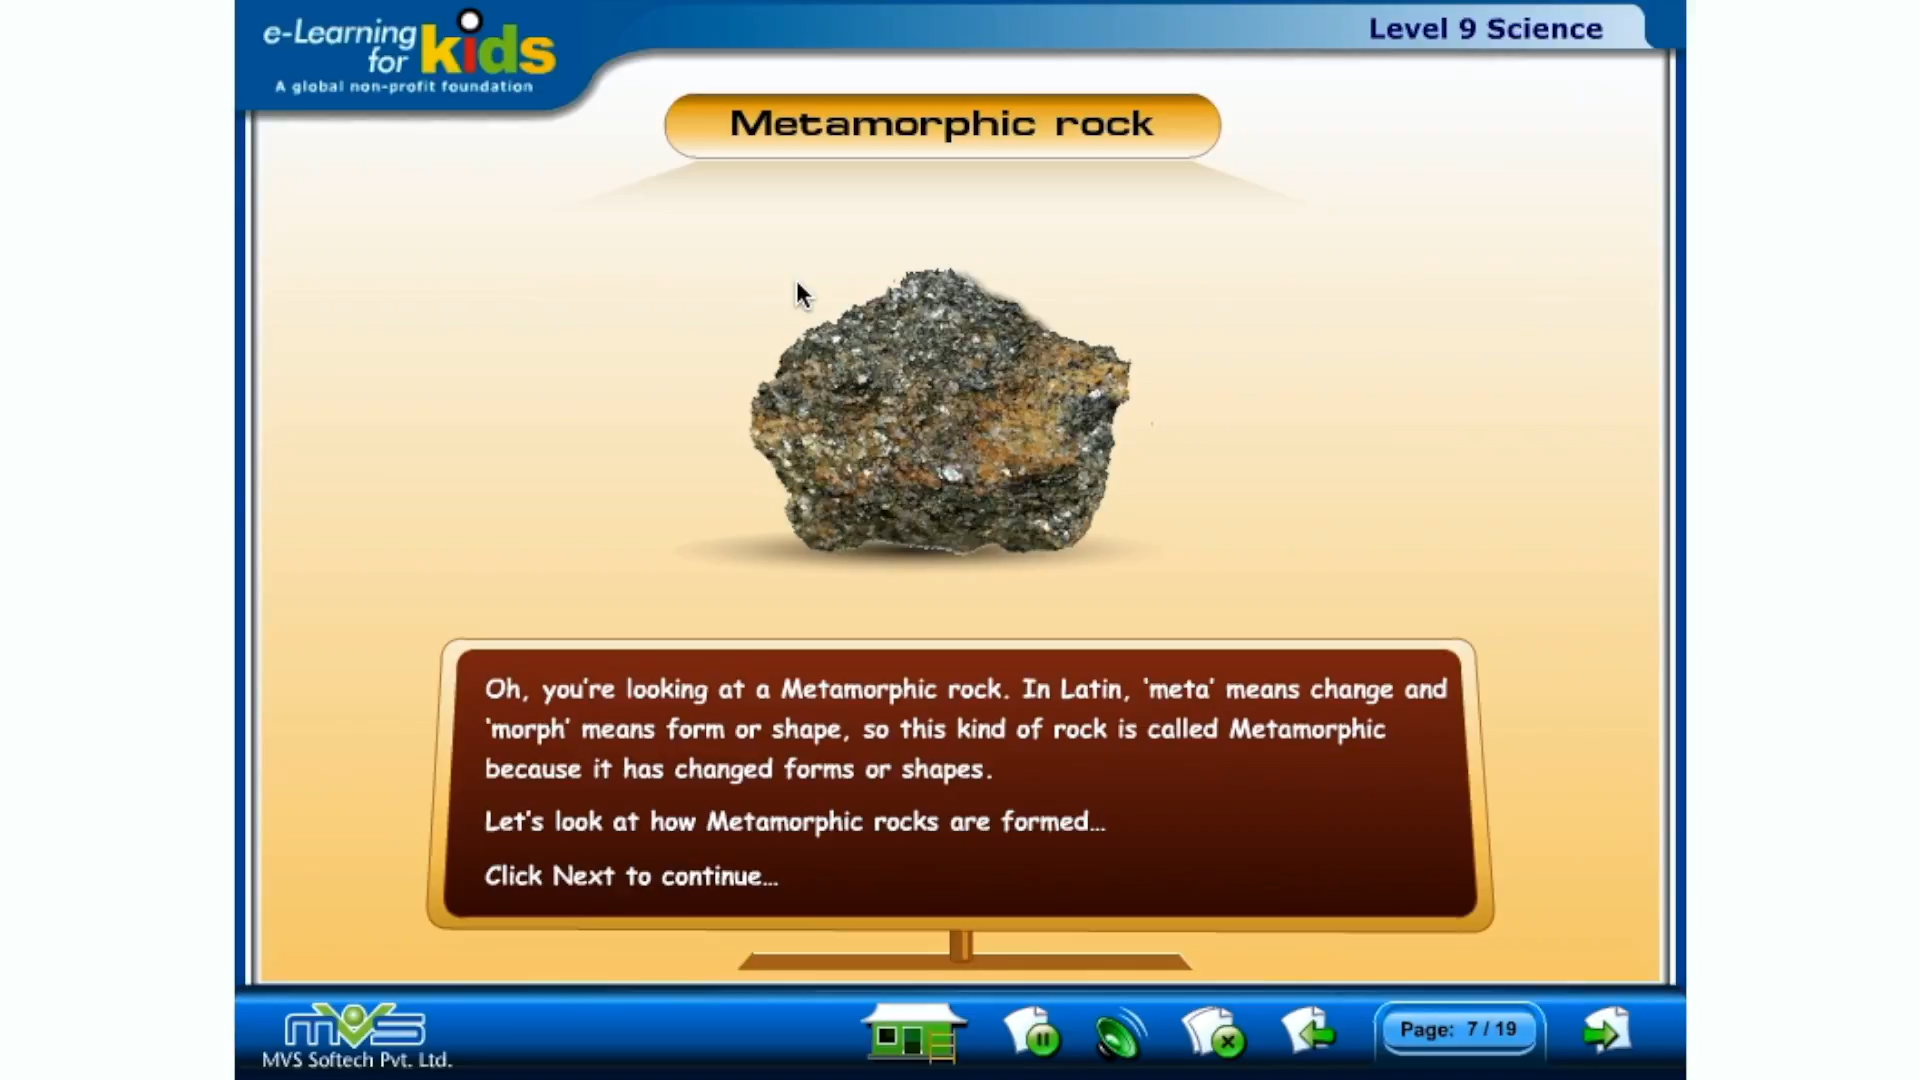 e-Learning
for kids
A global non-profit foundation
Level 9 Science
Metamorphic rock
Oh, you're looking at a Metamorphic rock. In Latin, 'meta' means change and
'morph' means form or shape, so this kind of rock is called Metamorphic
because it has changed forms or shapes.
Let's look at how Metamorphic rocks are formed...
Click Next to continue...
MVS
MVS Softech Pvt. Ltd.
Page: 7 / 19